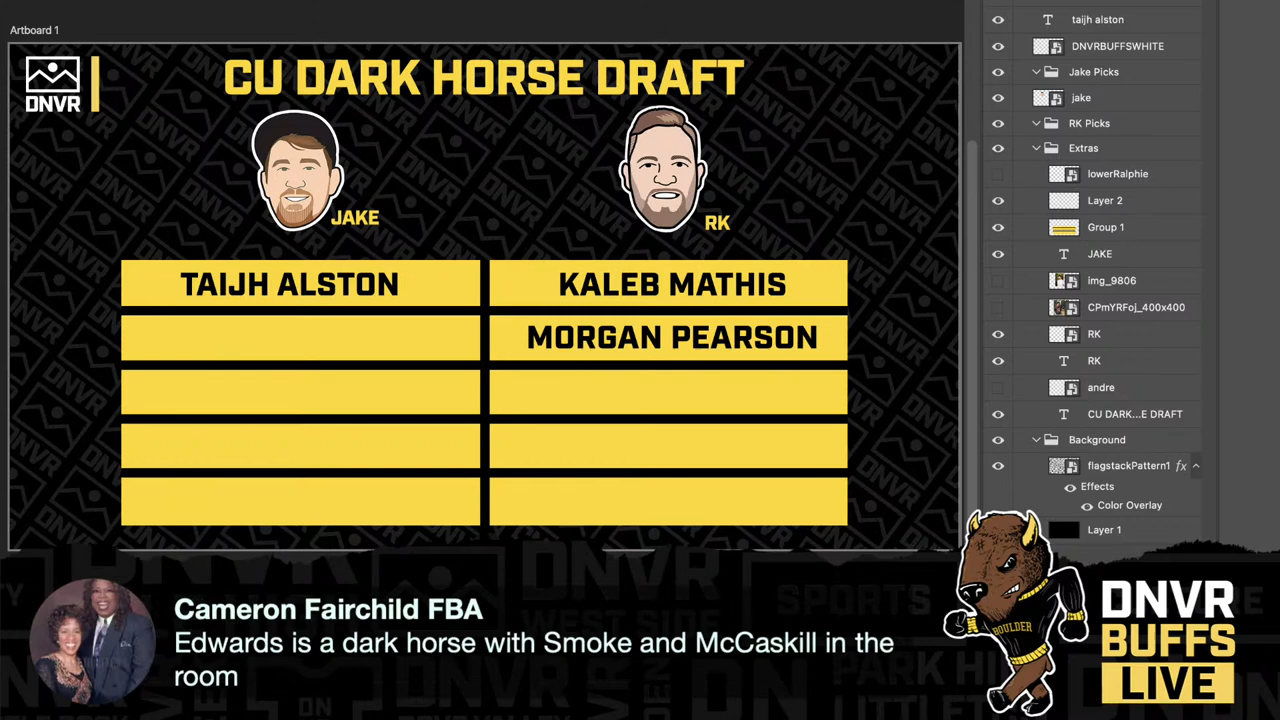 Artboard 1
DNVR
CU DARK HORSE DRAFT
JAKE
RK
TAIJH ALSTON
KALEB MATHIS
MORGAN PEARSON
taijh alston
DNVRBUFFSWHITE
Jake Picks
jake
RK Picks
Extras
lowerRalphie
Layer 2
Group 1
JAKE
img_9806
CPmYRFoj_400x400
RK
RK
andre
CU DARK...E DRAFT
Background
flagstackPattern1 fx
Effects
Color Overlay
Layer 1
Cameron Fairchild FBA
Edwards is a dark horse with Smoke and McCaskill in the
room
BOULDER
DNVR
BUFFS
LIVE